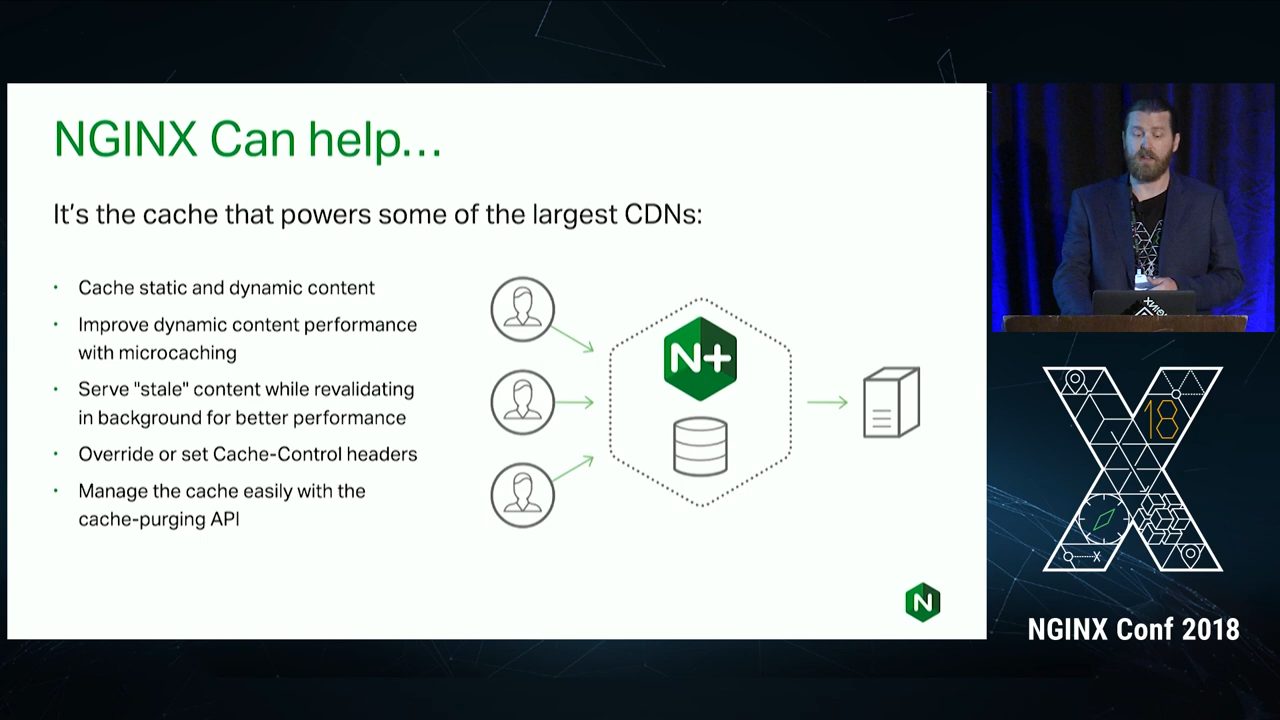 NGINX Can help...
It's the cache that powers some of the largest CDNs:
• Cache static and dynamic content
• Improve dynamic content performance
with microcaching
• Serve "stale" content while revalidating
in background for better performance
• Override or set Cache-Control headers
• Manage the cache easily with the
cache-purging API
N+
N
NGINX
18
X
NGINX Conf 2018